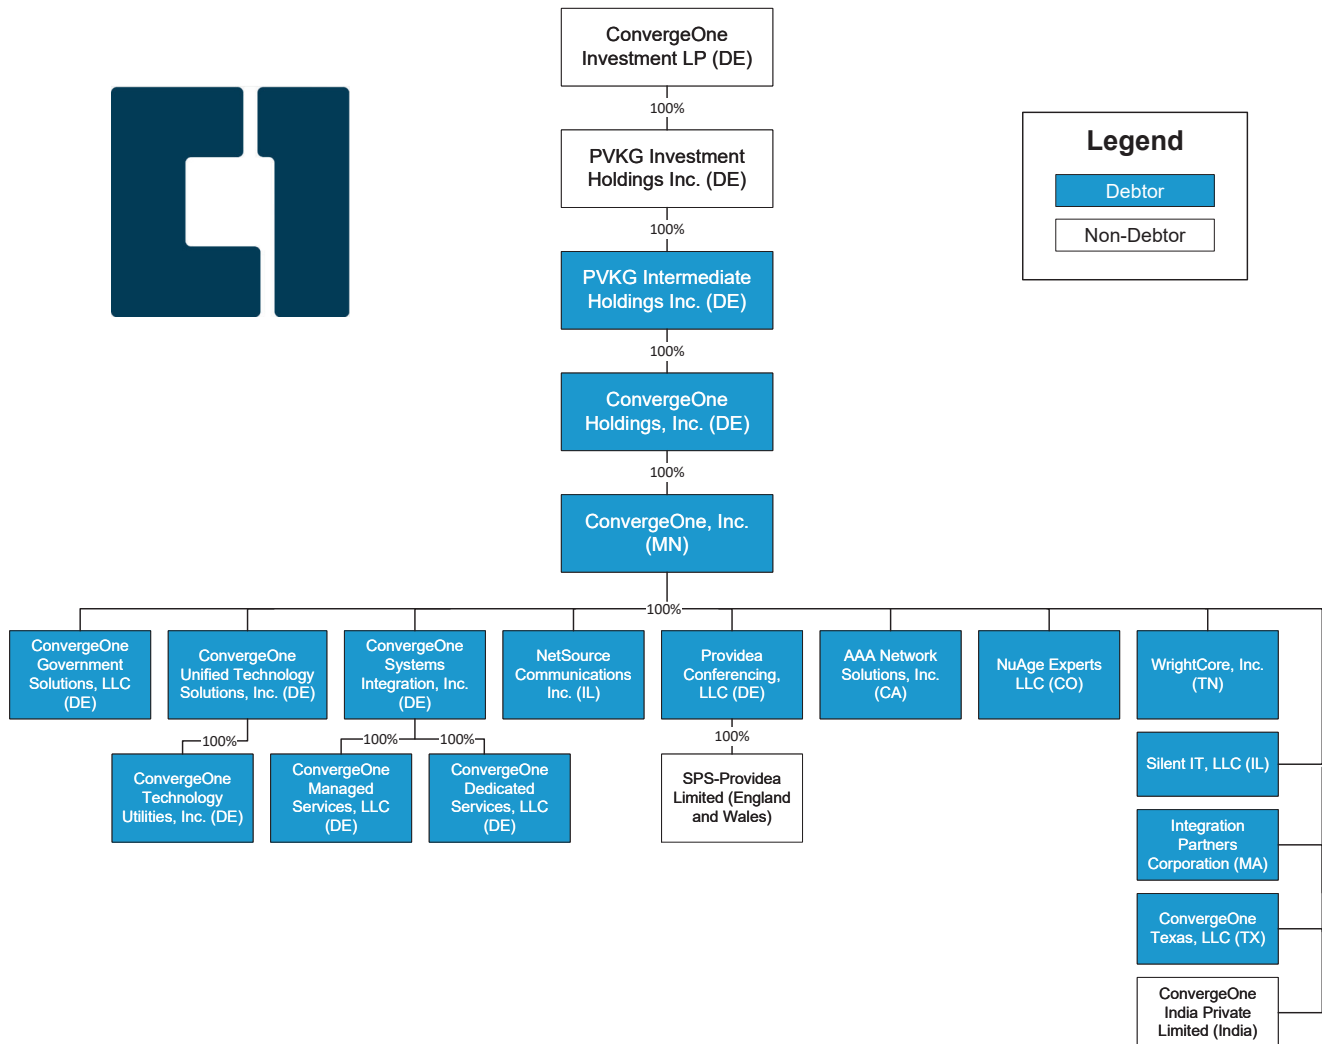 ConvergeOne
Investment LP (DE)
100%
PVKG Investment
Holdings Inc. (DE)
Legend
Debtor
Non-Debtor
100%
PVKG Intermediate
Holdings Inc. (DE)
100%
ConvergeOne
Holdings, Inc. (DE)
100%
ConvergeOne, Inc.
(MN)
100%
ConvergeOne
Government
Solutions, LLC
(DE)
ConvergeOne
Unified Technology
Solutions, Inc. (DE)
ConvergeOne
Systems
Integration, Inc.
(DE)
NetSource
Communications
Inc. (IL)
Providea
Conferencing,
LLC (DE)
AAA Network
Solutions, Inc.
(CA)
NuAge Experts
LLC (CO)
WrightCore, Inc.
(TN)
100%
100%
100%
100%
ConvergeOne
Technology
Utilities, Inc. (DE)
ConvergeOne
Managed
Services, LLC
(DE)
ConvergeOne
Dedicated
Services, LLC
(DE)
SPS-Providea
Limited (England
and Wales)
Silent IT, LLC (IL)
Integration
Partners
Corporation (MA)
ConvergeOne
Texas, LLC (TX)
ConvergeOne
India Private
Limited (India)